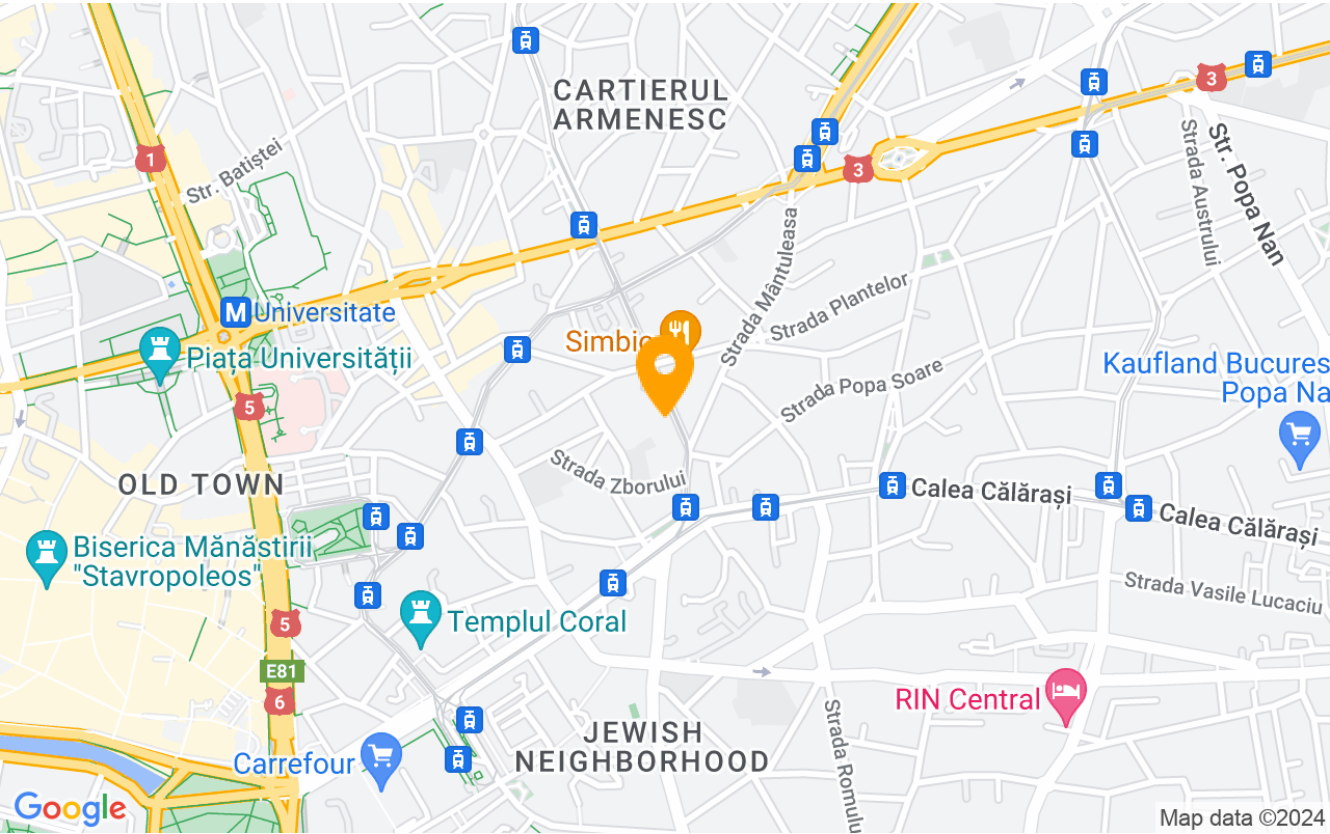 CARTIERUL
ARMENESC
3
1
Str. Batiștei
3
Strada Austrului
Str. Popa Nan
Strada Mântuleasa
Strada Plantelor
M Universitate
Piața Universității
Strada Popa Soare
Kaufland Bucures
Popa Na
5
OLD TOWN
Strada Zborului
Calea Călărași
Calea Călărași
Biserica Mănăstirii
"Stavropoleos"
Strada Vasile Lucaciu
5
Templul Coral
E81
6
RIN Central
JEWISH
NEIGHBORHOOD
Strada Romulu
Carrefour
Google
Map data ©2024